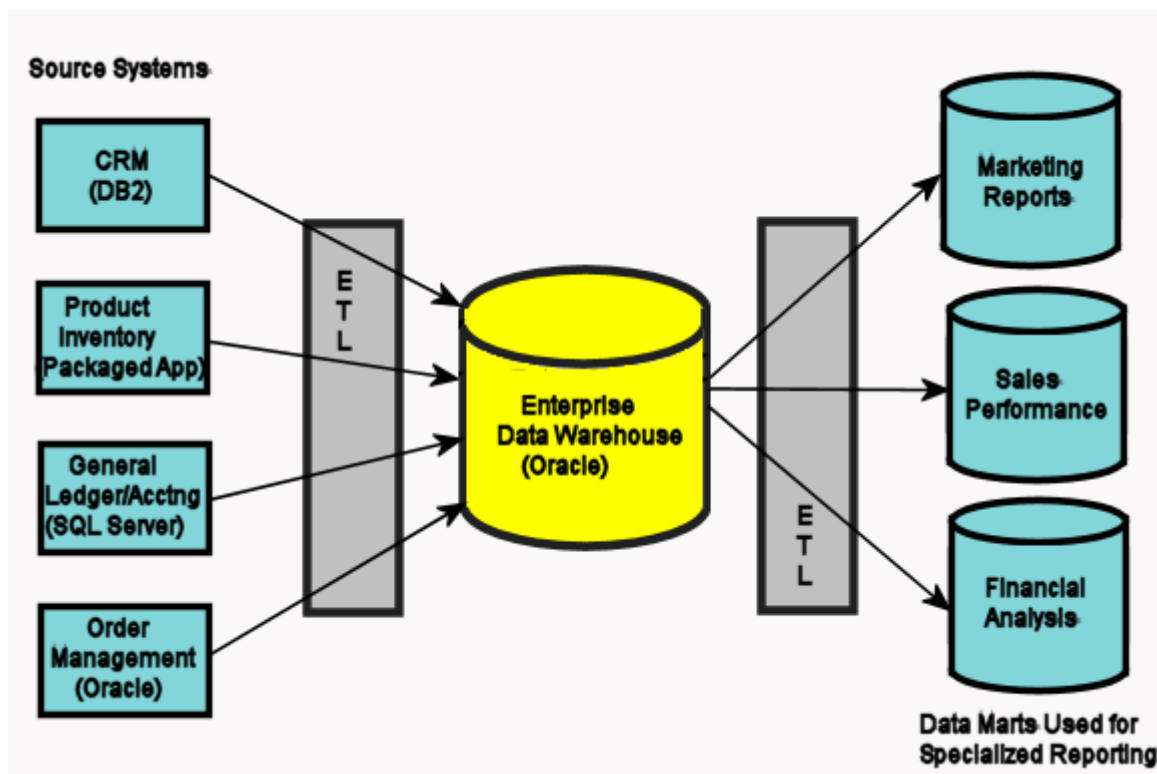 Source Systems
CRM
(DB2)
Product
Inventory
(Packaged App)
General
Ledger/Acctng
(SQL Server)
Order
Management
(Oracle)
E
T
L
Enterprise
Data Warehouse
(Oracle)
E
T
L
Marketing
Reports
Sales
Performance
Financial
Analysis
Data Marts Used for
Specialized Reporting